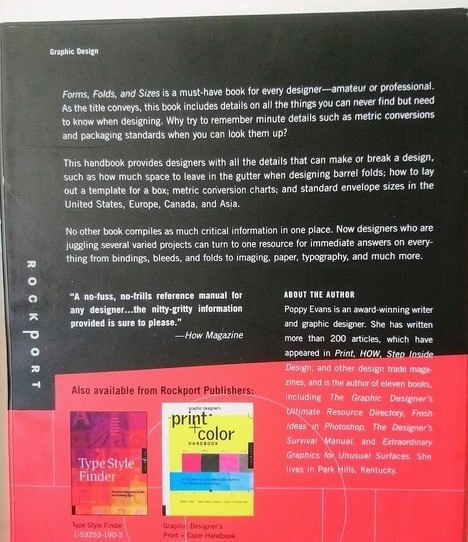 Graphic Design
Forms, Folds, and Sizes is a must-have book for every designer—amateur or professional.
As the title conveys, this book includes details on all the things you can never find but need
to know when designing. Why try to remember minute details such as metric conversions
and packaging standards when you can look them up?
This handbook provides designers with all the details that can make or break a design,
such as how much space to leave in the gutter when designing barrel folds; how to lay
out a template for a box; metric conversion charts; and standard envelope sizes in the
United States, Europe, Canada, and Asia.
No other book compiles as much critical information in one place. Now designers who are
juggling several varied projects can turn to one resource for immediate answers on every-
thing from bindings, bleeds, and folds to imaging, paper, typography, and much more.
ROCKPORT
"A no-fuss, no-frills reference manual for
any designer...the nitty-gritty information
provided is sure to please."
—How Magazine
ABOUT THE AUTHOR
Poppy Evans is an award-winning writer
and graphic designer. She has written
more than 200 articles, which have
appeared in Print, HOW, Step Inside
Design, and other design trade maga-
zines, and is the author of eleven books,
including The Graphic Designer's
Ultimate Resource Directory, Fresh
Ideas in Photoshop, The Designer's
Survival Manual, and Extraordinary
Graphics for Unusual Surfaces. She
lives in Park Hills, Kentucky.
Also available from Rockport Publishers:
Type Style
Finder
graphic designer's
print
+color
HANDBOOK
Type Style Finder
1-59253-190-3
Graphic Designer's
Print + Color Handbook